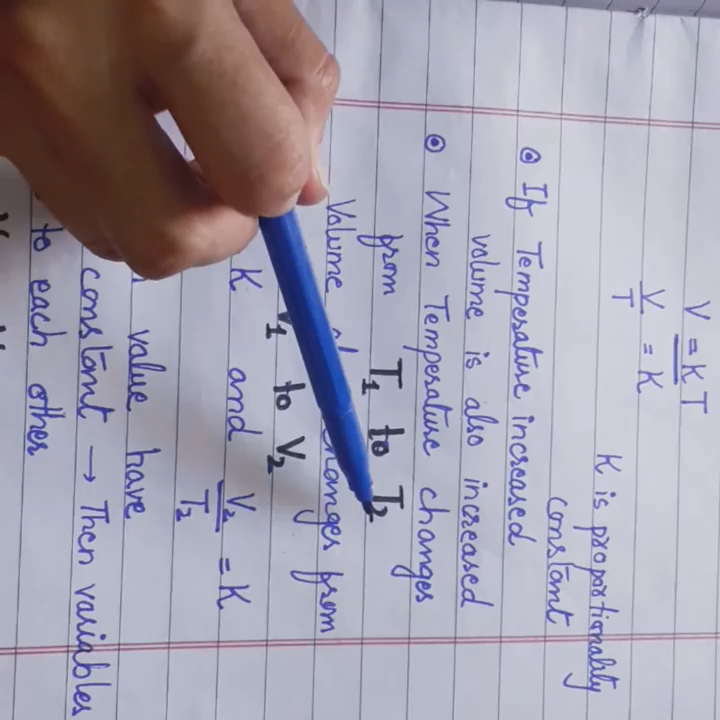 V = K T
V/T = K
K is proportionality
constant
⦿ If Temperature increased
volume is also increased
⦿ When Temperature changes
from T₁ to T₂
Volume changes from
V₁ to V₂
K and V₂/T₂ = K
value have
constant → Then variables
to each other